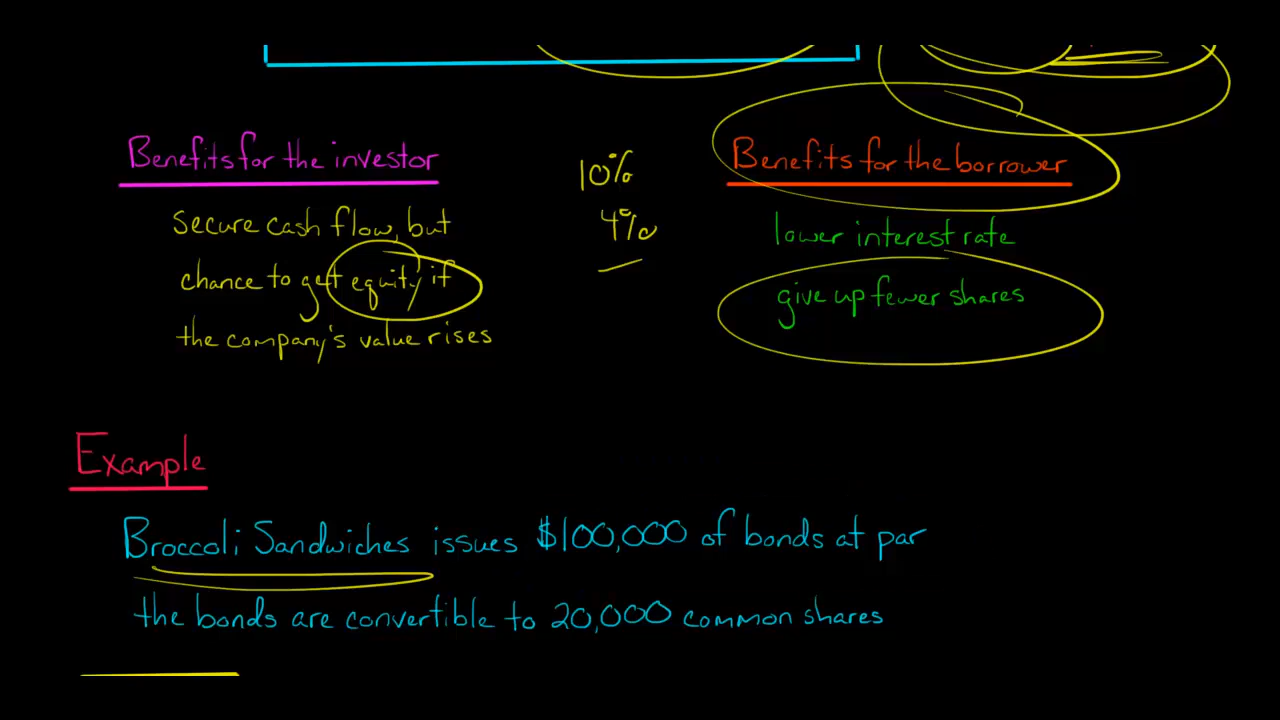 Benefits for the investor
secure cash flow, but
chance to get equity if
the company's value rises
10%
4%
Benefits for the borrower
lower interest rate
give up fewer shares
Example
Broccoli Sandwiches issues $100,000 of bonds at par
the bonds are convertible to 20,000 common shares